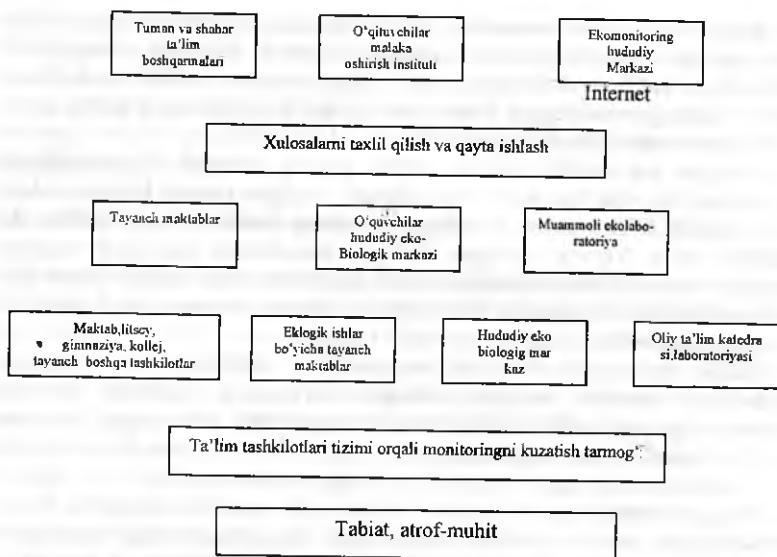 Tuman va shahar
ta'lim
boshqarmalari
O'qituvchilar
malaka
oshirish instituti
Ekomonitoring
hududiy
Markazi
Internet
Xulosalarni taxlil qilish va qayta ishlash
Tayanch maktablar
O'quvchilar
hududiy eko-
Biologik markazi
Muammoli ekolabo-
ratoriya
Maktab,litsey,
gimnaziya, kollej,
tayanch boshqa tashkilotlar
Eklogik ishlar
bo'yicha tayanch
maktablar
Hududiy eko
biologig mar
kaz
Oliy ta'lim kafedra
si,laboratoriyasi
Ta'lim tashkilotlari tizimi orqali monitoringni kuzatish tarmog'i
Tabiat, atrof-muhit